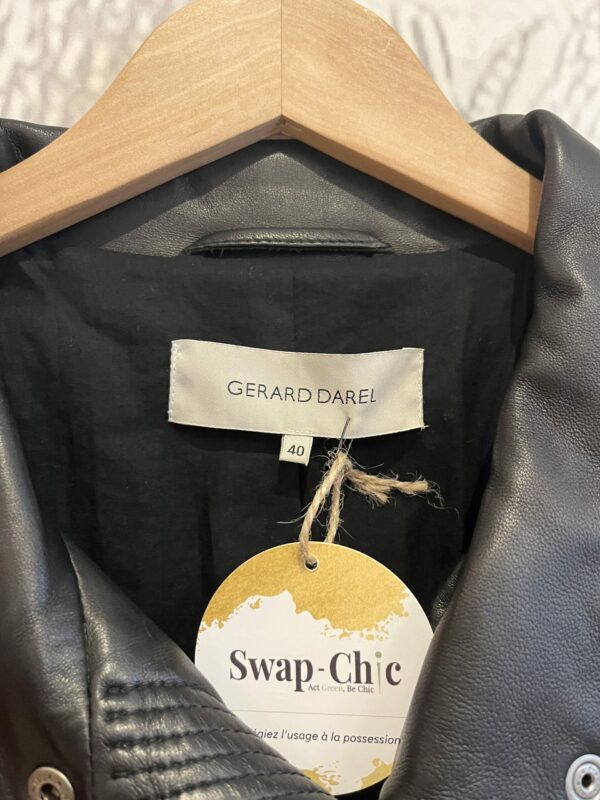 GERARD DAREL
40
Swap-Chic
Act Green, Be Chic
l'usage à la possession